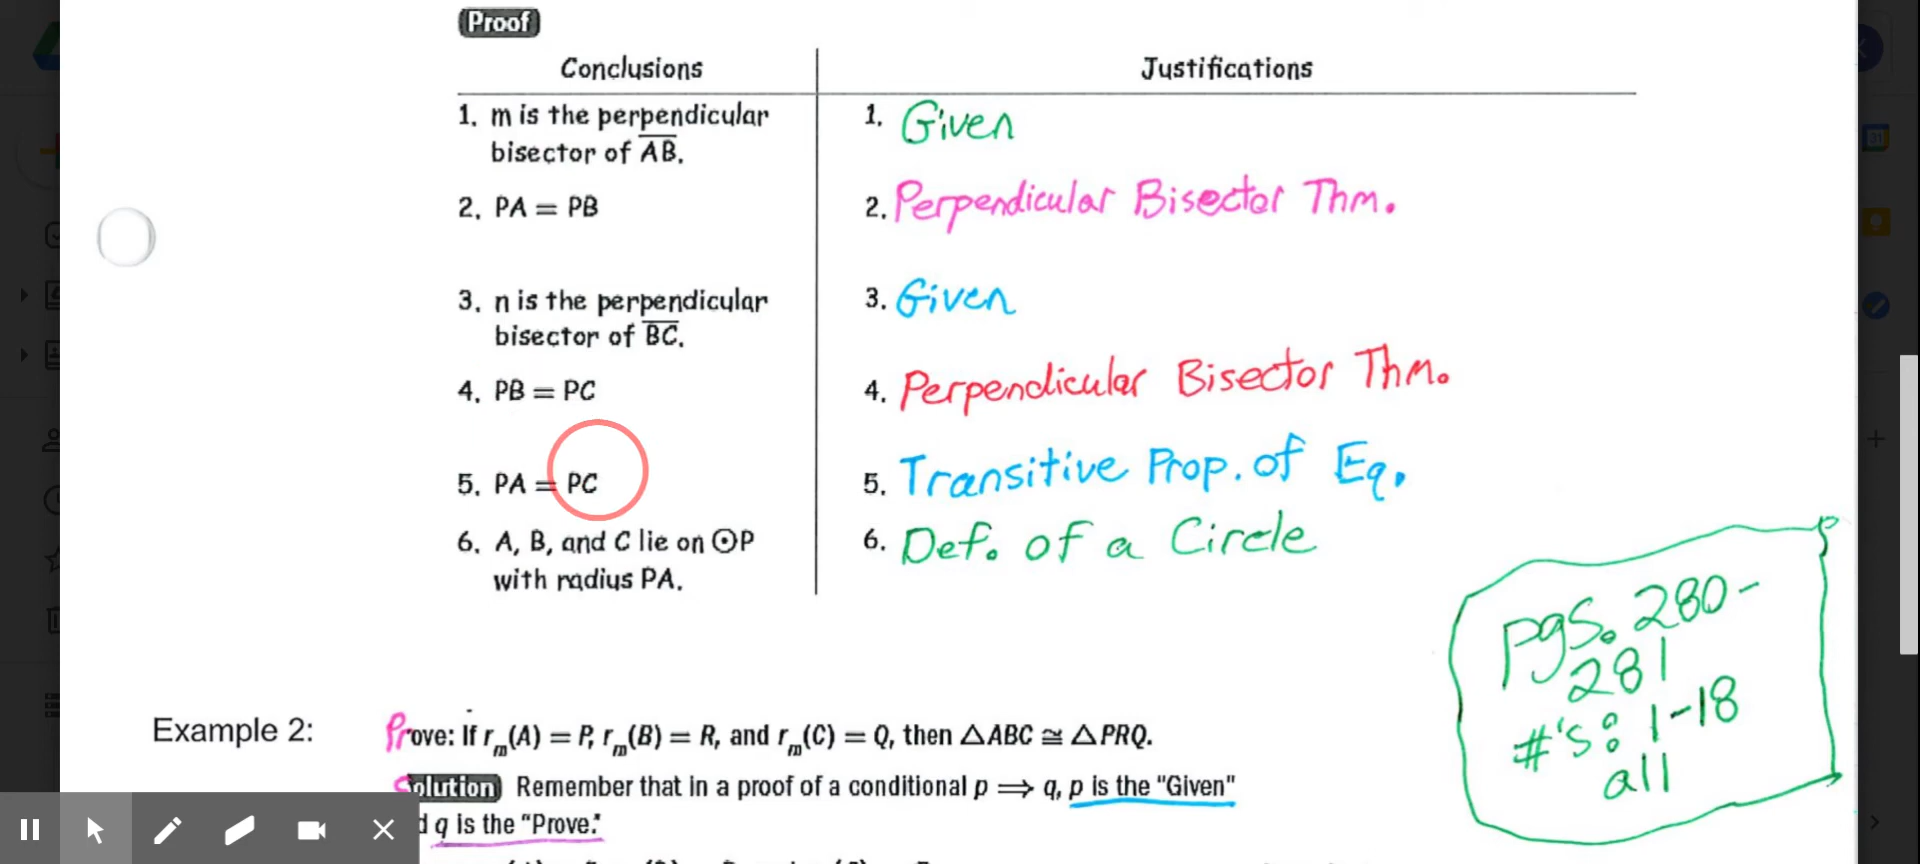 Proof
Conclusions
Justifications
1. m is the perpendicular
bisector of AB.
1. Given
2. PA = PB
2. Perpendicular Bisector Thm.
3. n is the perpendicular
bisector of BC.
3. Given
4. PB = PC
4. Perpendicular Bisector Thm.
5. PA = PC
5. Transitive Prop. of Eq.
6. A, B, and C lie on ⊙P
with radius PA.
6. Def. of a Circle
pgs. 280-
281
#'s: 1-18
all
Example 2:
Prove: If rm(A) = P, rm(B) = R, and rm(C) = Q, then △ABC ≅ △PRQ.
Solution Remember that in a proof of a conditional p ⟹ q, p is the "Given"
d q is the "Prove."